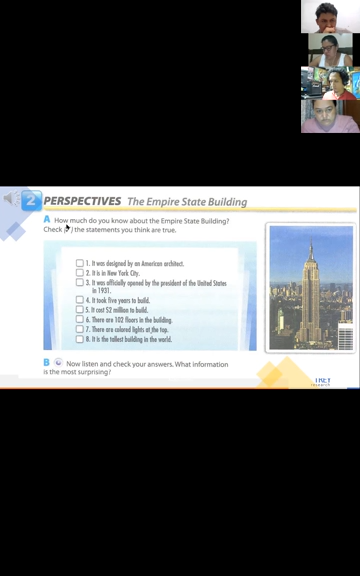 2 PERSPECTIVES The Empire State Building
A How much do you know about the Empire State Building?
Check (✓) the statements you think are true.
1. It was designed by an American architect.
2. It is in New York City.
3. It was officially opened by the president of the United States
in 1931.
4. It took five years to build.
5. It cost $2 million to build.
6. There are 102 floors in the building.
7. There are colored lights at the top.
8. It is the tallest building in the world.
B Now listen and check your answers. What information
is the most surprising?